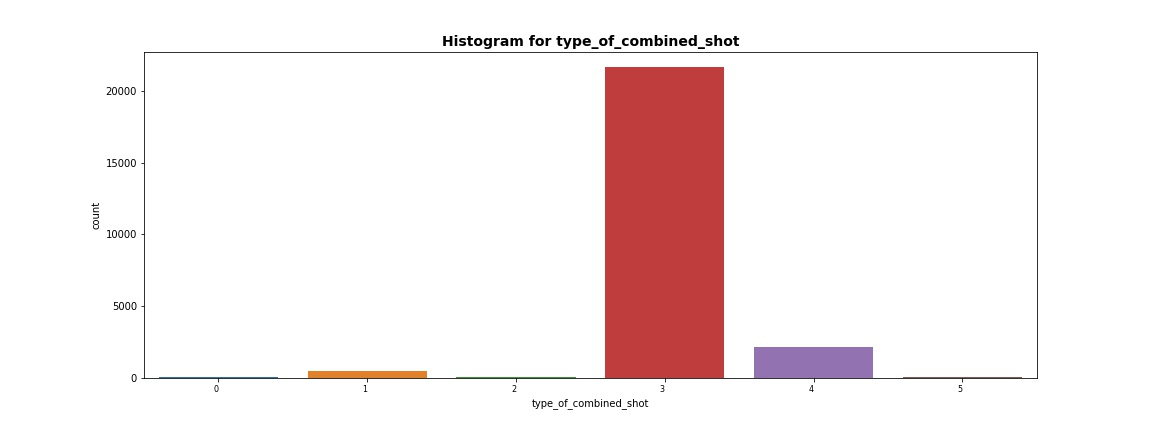 Histogram for type_of_combined_shot
20000
15000
10000
5000
0
count
0 1 2 3 4 5
type_of_combined_shot